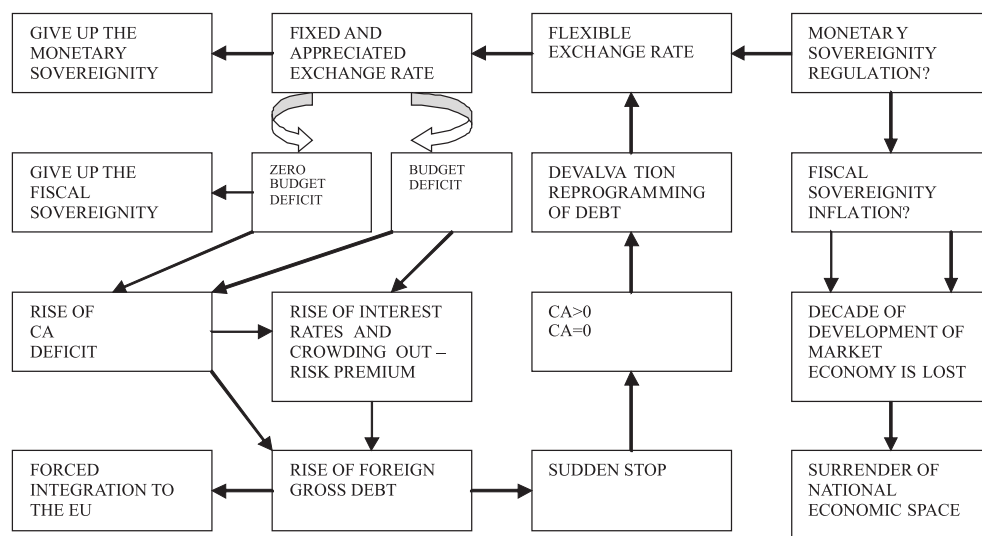 GIVE UP THE
MONETARY
SOVEREIGNITY
FIXED AND
APPRECIATED
EXCHANGE RATE
FLEXIBLE
EXCHANGE RATE
MONETARY
SOVEREIGNITY
REGULATION?
GIVE UP THE
FISCAL
SOVEREIGNITY
ZERO
BUDGET
DEFICIT
BUDGET
DEFICIT
DEVALVA TION
REPROGRAMMING
OF DEBT
FISCAL
SOVEREIGNITY
INFLATION?
RISE OF
CA
DEFICIT
RISE OF INTEREST
RATES AND
CROWDING OUT –
RISK PREMIUM
CA>0
CA=0
DECADE OF
DEVELOPMENT OF
MARKET
ECONOMY IS LOST
FORCED
INTEGRATION TO
THE EU
RISE OF FOREIGN
GROSS DEBT
SUDDEN STOP
SURRENDER OF
NATIONAL
ECONOMIC SPACE